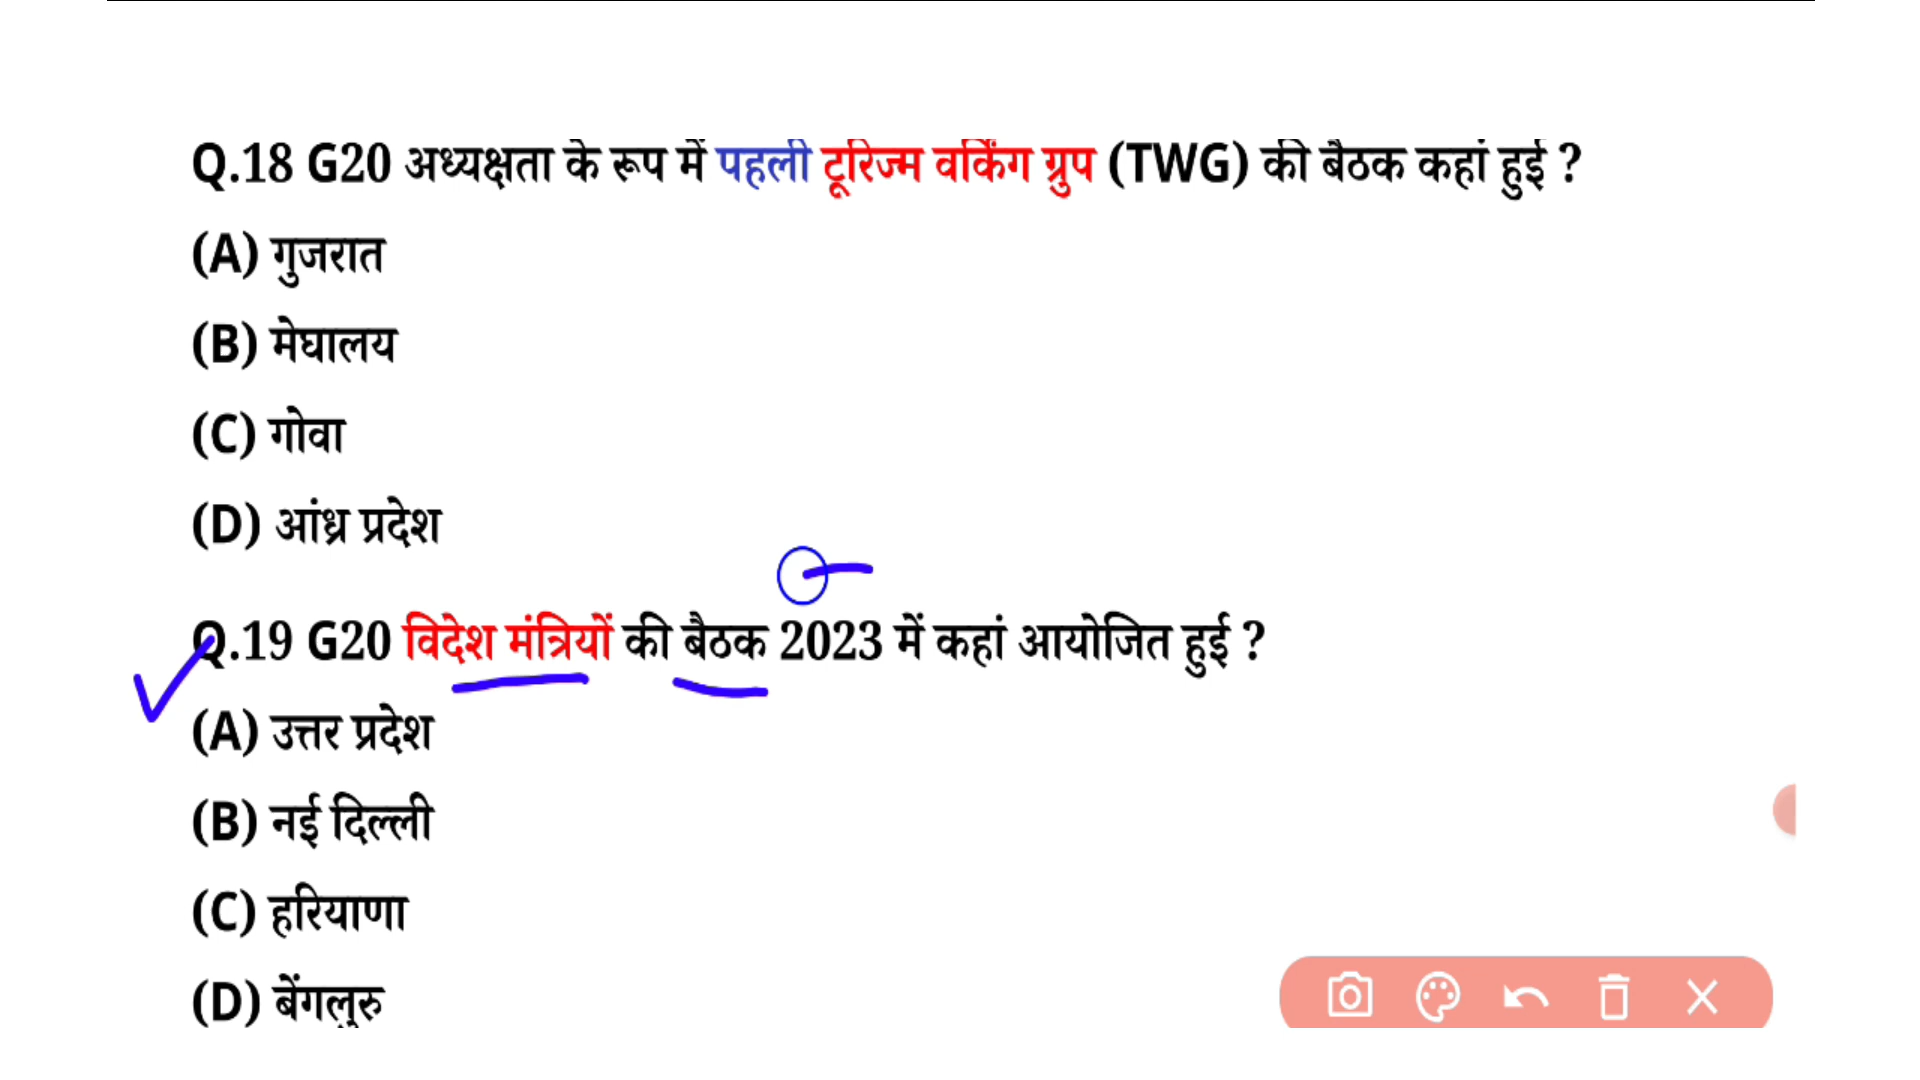 Q.18 G20 अध्यक्षता के रूप में पहली टूरिज्म वर्किंग ग्रुप (TWG) की बैठक कहां हुई ?
(A) गुजरात
(B) मेघालय
(C) गोवा
(D) आंध्र प्रदेश
Q.19 G20 विदेश मंत्रियों की बैठक 2023 में कहां आयोजित हुई ?
(A) उत्तर प्रदेश
(B) नई दिल्ली
(C) हरियाणा
(D) बेंगलुरु